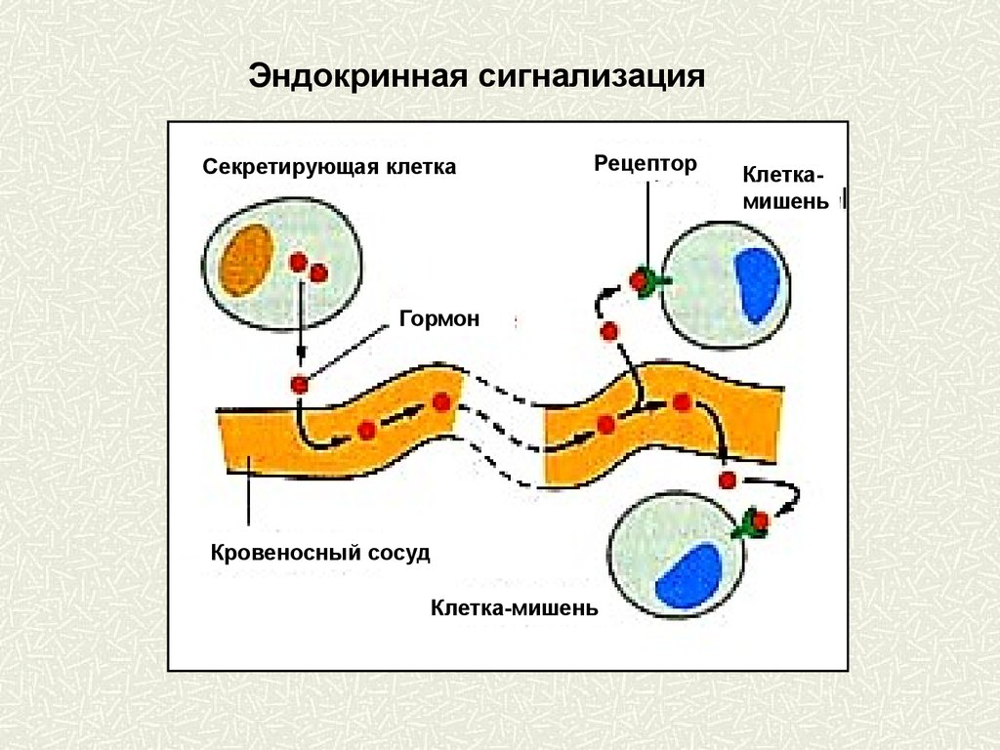 Эндокринная сигнализация
Секретирующая клетка
Рецептор
Клетка-
мишень
Гормон
Кровеносный сосуд
Клетка-мишень